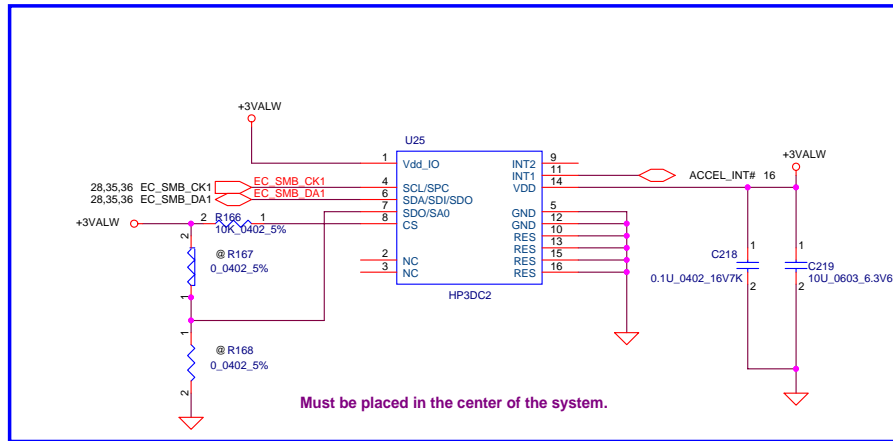 +3VALW
U25
+3VALW
1 Vdd_IO
INT2 9
INT1 11
ACCEL_INT# 16
VDD 14
28,35,36 EC_SMB_CK1
EC_SMB_CK1
4 SCL/SPC
28,35,36 EC_SMB_DA1
EC_SMB_DA1
6 SDA/SDI/SDO
7 SDO/SA0
8 CS
GND 5
GND 12
RES 10
RES 13
RES 15
RES 16
+3VALW
2 R166 1
10K_0402_5%
2
@ R167
0_0402_5%
1
2 NC
3 NC
HP3DC2
1
C218
0.1U_0402_16V7K
2
1
C219
10U_0603_6.3V6
2
1
@ R168
0_0402_5%
2
Must be placed in the center of the system.